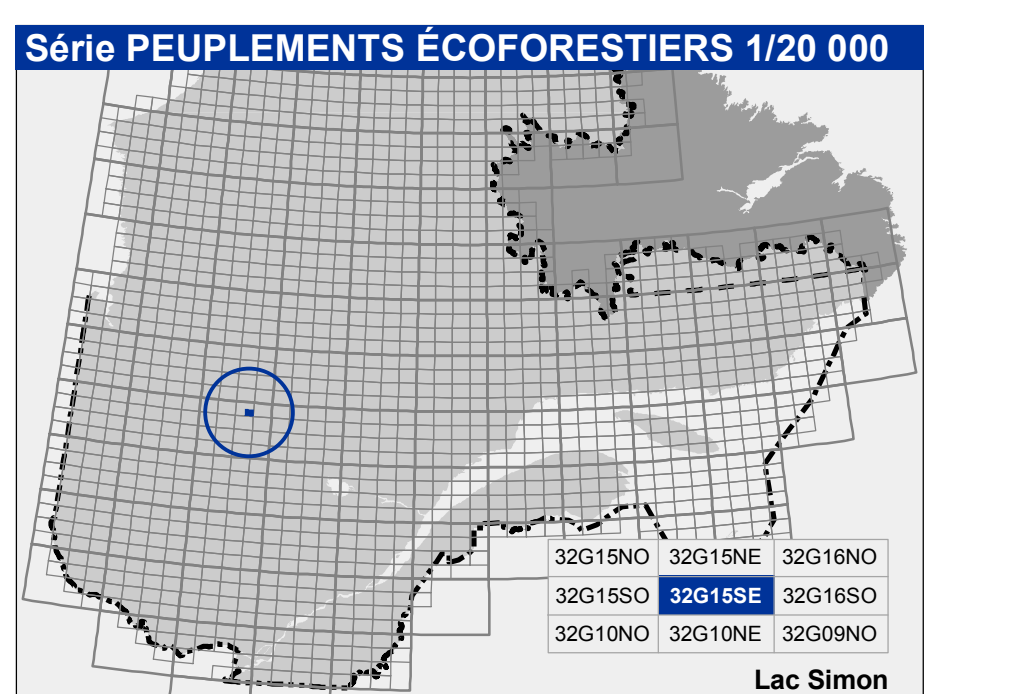 Série PEUPLEMENTS ÉCOFORESTIERS 1/20 000
32G15NO 32G15NE 32G16NO
32G15SO 32G15SE 32G16SO
32G10NO 32G10NE 32G09NO
Lac Simon